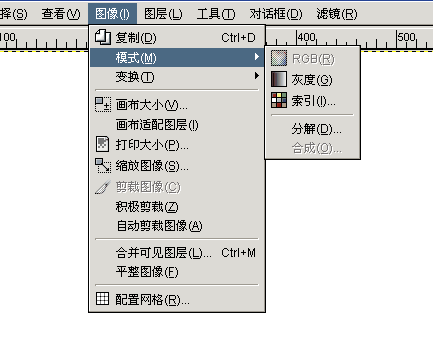 择(S) 查看(V) 图像(I) 图层(L) 工具(T) 对话框(D) 滤镜(R)
100 400 500
复制(D) Ctrl+D
模式(M)
变换(T)
画布大小(V)...
画布适配图层(I)
打印大小(P)...
缩放图像(S)...
剪裁图像(C)
积极剪裁(Z)
自动剪裁图像(A)
合并可见图层(L)... Ctrl+M
平整图像(F)
配置网格(R)...
RGB(R)
灰度(G)
索引(I)...
分解(D)...
合成(O)...